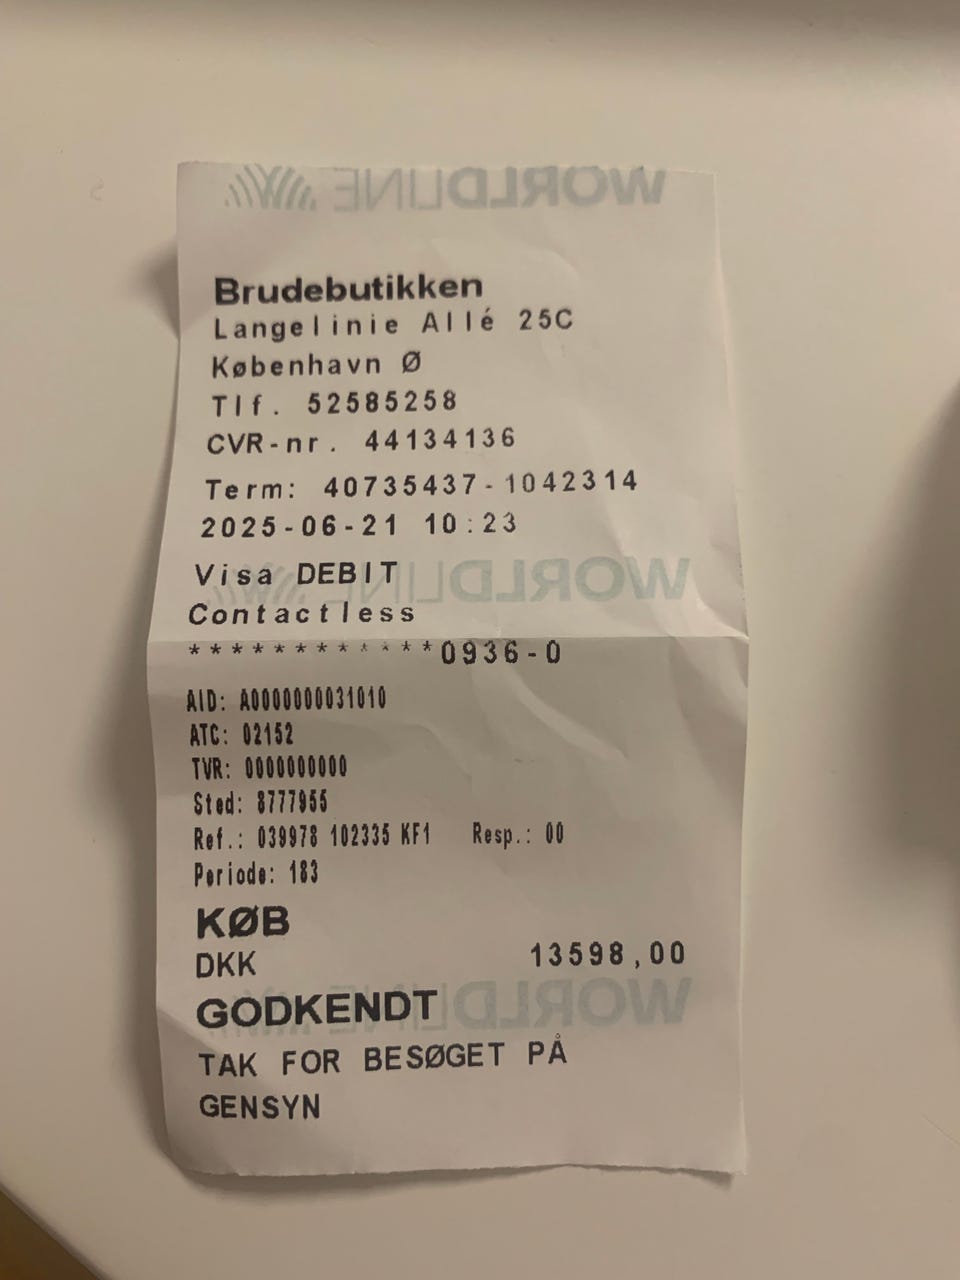 WORLDLINE
Brudebutikken
Langelinie Allé 25C
København Ø
Tlf. 52585258
CVR-nr. 44134136
Term: 40735437-1042314
2025-06-21 10:23
Visa DEBIT
WORLDLINE
Contactless
************0936-0
AID: A0000000031010
ATC: 02152
TVR: 0000000000
Sted: 8777955
Ref.: 039978 102335 KF1 Resp.: 00
Periode: 183
KØB
DKK 13598,00
GODKENDT
WORLDLINE
TAK FOR BESØGET PÅ
GENSYN